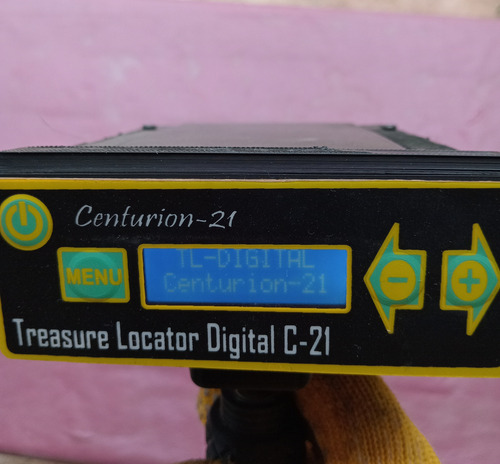 Centurion-21
MENU
TL-DIGITAL
Centurion-21
-
+
Treasure Locator Digital C-21